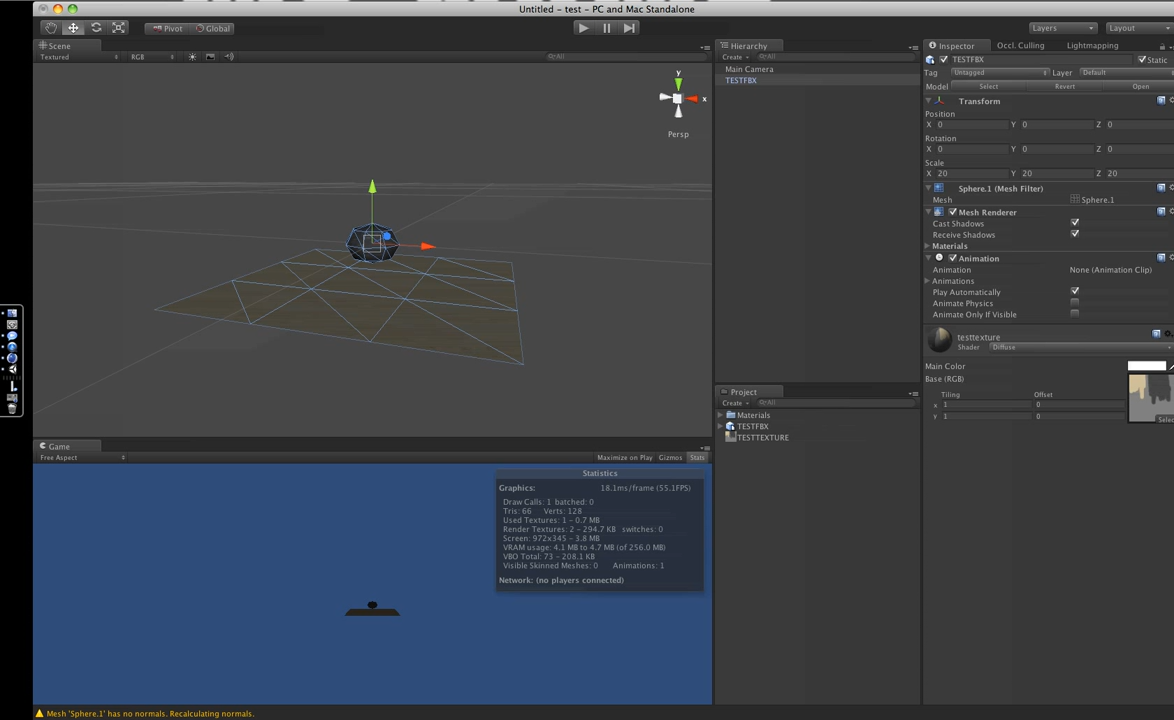 Untitled - test - PC and Mac Standalone
Pivot Global Layers Layout
Scene
Textured RGB All
y
x
Persp
Hierarchy
Create All
Main Camera
TESTFBX
Inspector Occl. Culling Lightmapping
TESTFBX Static
Tag Untagged Layer Default
Model Select Revert Open
Transform
Position
X 0 Y 0 Z 0
Rotation
X 0 Y 0 Z 0
Scale
X 20 Y 20 Z 20
Sphere.1 (Mesh Filter)
Mesh Sphere.1
Mesh Renderer
Cast Shadows
Receive Shadows
Materials
Animation
Animation None (Animation Clip)
Animations
Play Automatically
Animate Physics
Animate Only If Visible
testtexture
Shader Diffuse
Main Color
Base (RGB)
Tiling Offset
x 1 0
y 1 0
Selec
Project
Create All
Materials
TESTFBX
TESTTEXTURE
Game
Free Aspect Maximize on Play Gizmos Stats
Statistics
Graphics: 18.1ms/frame (55.1FPS)
Draw Calls: 1 batched: 0
Tris: 66 Verts: 128
Used Textures: 1 - 0.7 MB
Render Textures: 2 - 294.7 KB switches: 0
Screen: 972x345 - 3.8 MB
VRAM usage: 4.1 MB to 4.7 MB (of 256.0 MB)
VBO Total: 73 - 208.1 KB
Visible Skinned Meshes: 0 Animations: 1
Network: (no players connected)
Mesh 'Sphere.1' has no normals. Recalculating normals.